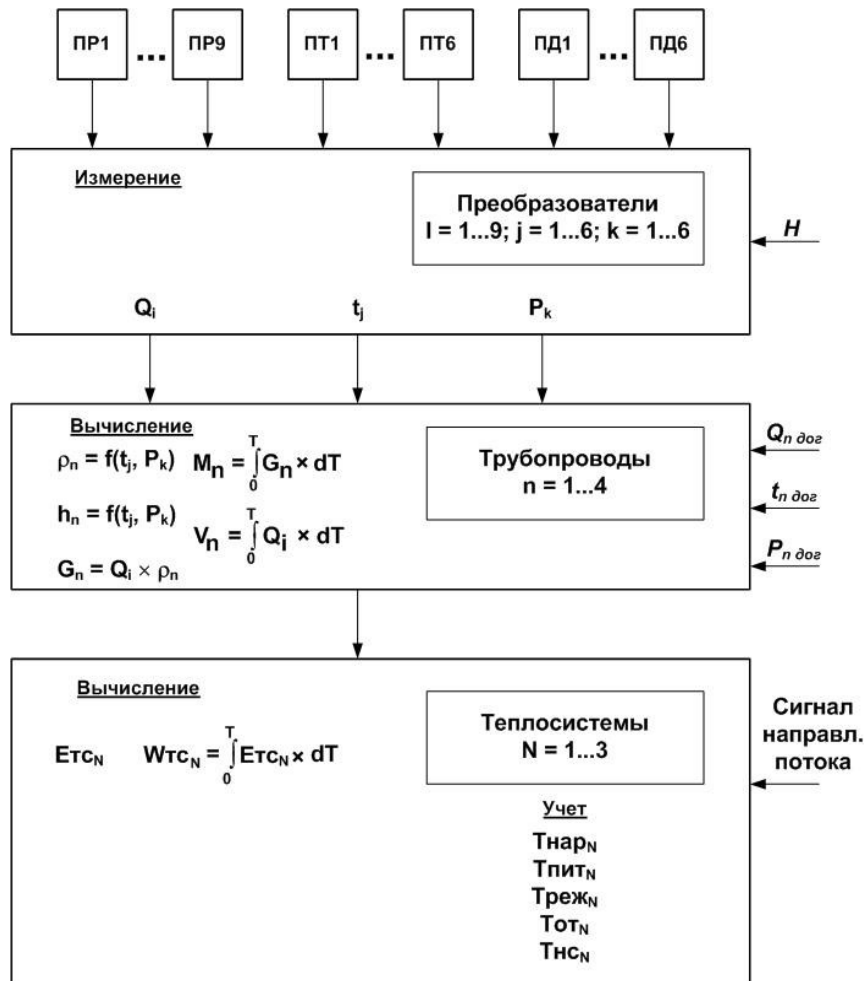 ПР1 ... ПР9 ПТ1 ... ПТ6 ПД1 ... ПД6
Измерение
Преобразователи
I = 1...9; j = 1...6; k = 1...6
H
Qi tj Pk
Вычисление
ρn = f(tj, Pk) Mn = ∫0T Gn × dT
hn = f(tj, Pk)
Vn = ∫0T Qi × dT
Gn = Qi × ρn
Трубопроводы
n = 1...4
Qn дог
tn дог
Pn дог
Вычисление
EтсN WтсN = ∫0T EтсN × dT
Теплосистемы
N = 1...3
Сигнал
направл.
потока
Учет
ТнарN
ТпитN
ТрежN
ТотN
ТнсN